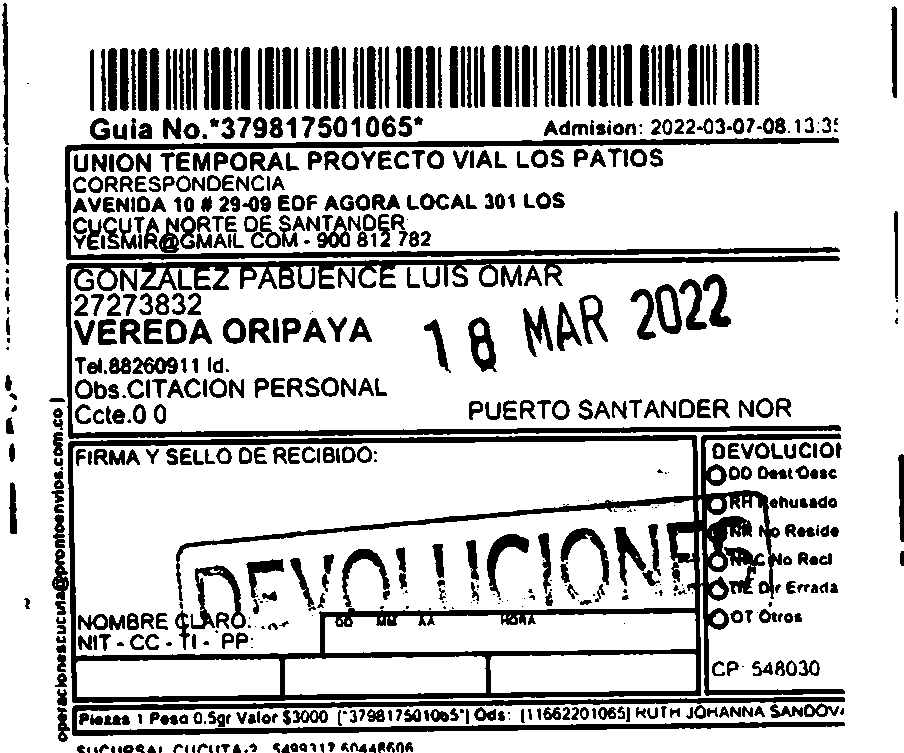 Guia No.*379817501065*
Admision: 2022-03-07-08.13:35
UNION TEMPORAL PROYECTO VIAL LOS PATIOS
CORRESPONDENCIA
AVENIDA 10 # 29-09 EDF AGORA LOCAL 301 LOS
CUCUTA NORTE DE SANTANDER
YEISMIR@GMAIL COM - 900 812 782
GONZALEZ PABUENCE LUIS OMAR
27273832
VEREDA ORIPAYA
18 MAR 2022
Tel.88260911 Id.
Obs.CITACION PERSONAL
Ccte.0 0
PUERTO SANTANDER NOR
operacionescucuta@prontoenvios.com.co
FIRMA Y SELLO DE RECIBIDO:
DEVOLUCIONE
NOMBRE CLARO:
NIT - CC - TI - PP:
DD MM AA HORA
DEVOLUCION
DD Dest Desc
RH Rehusado
NR No Reside
NRC No Recl
DE Dir Errada
OT Otros
CP: 548030
Piezas 1 Peso 0.5gr Valor $3000 [*379817501065*] Ods: [11662201065] RUTH JOHANNA SANDOV
SUCURSAL CUCUTA-2 5499317 60448606